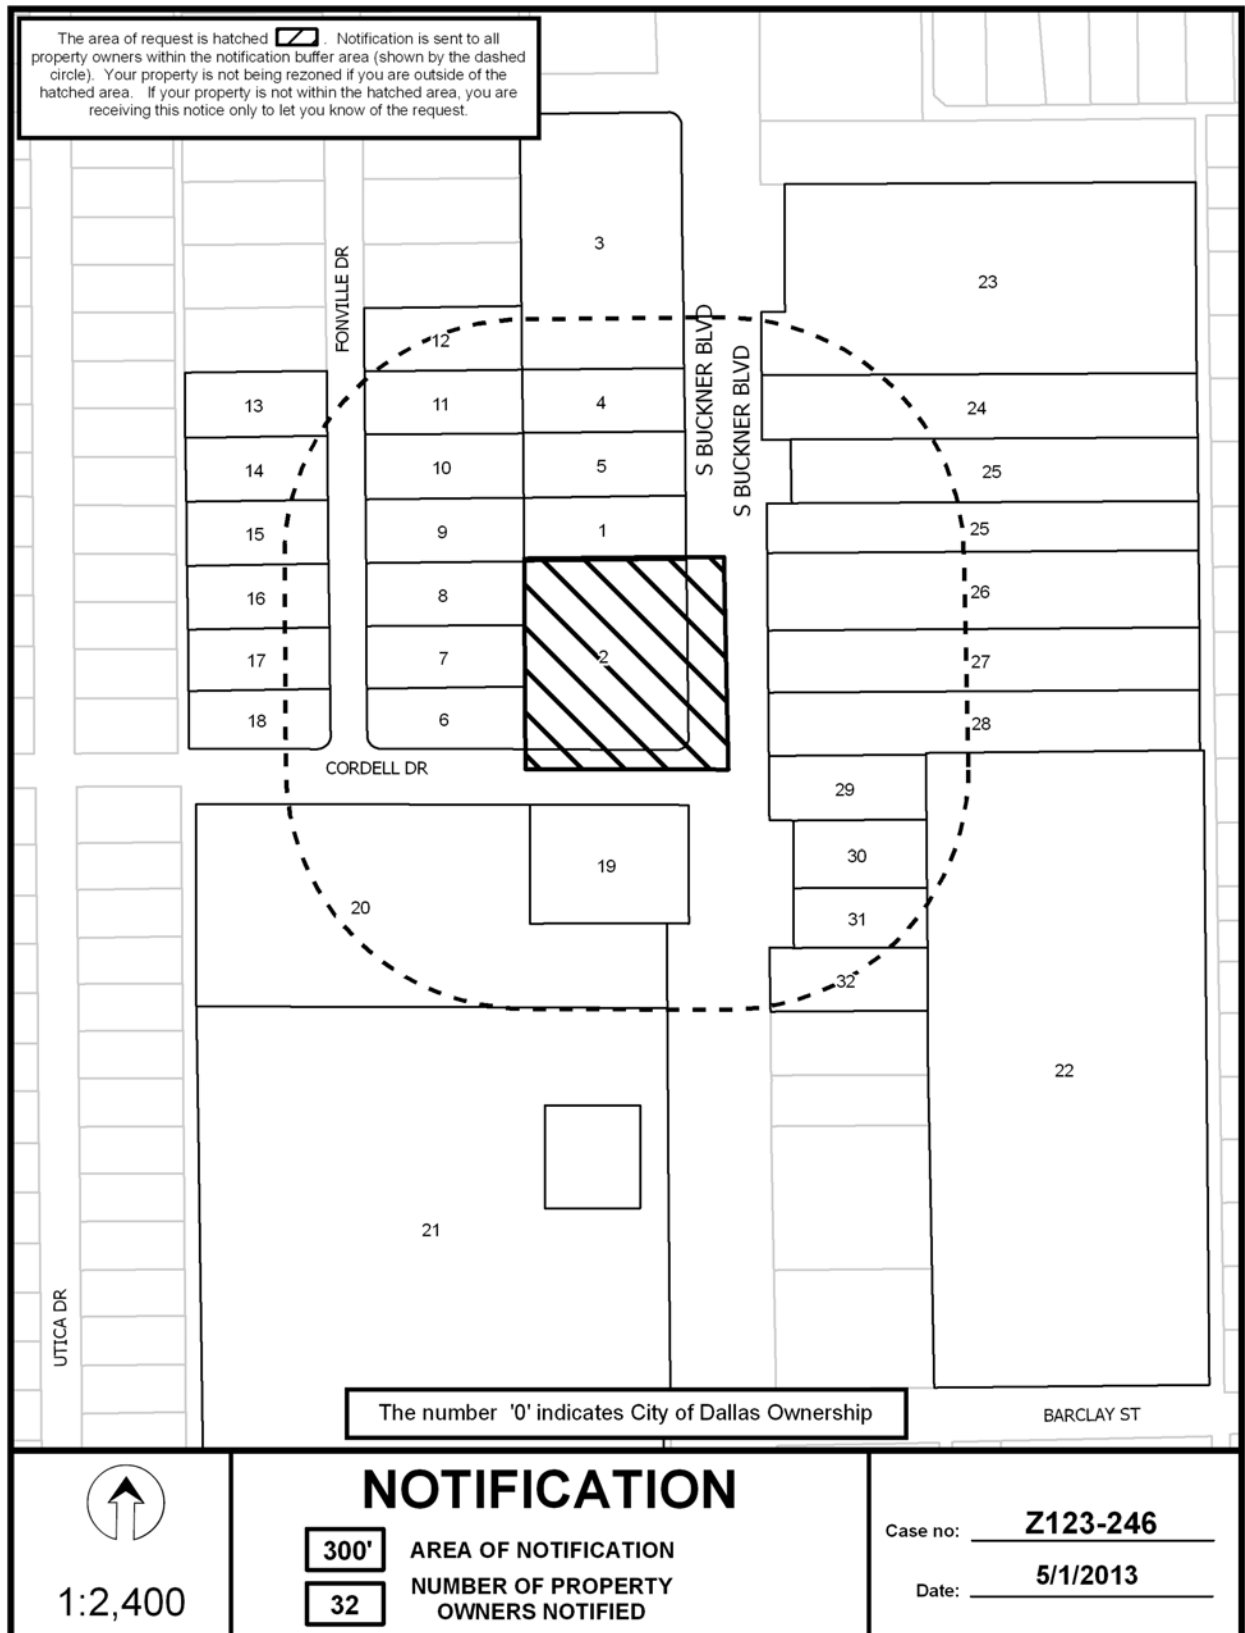 The area of request is hatched . Notification is sent to all
property owners within the notification buffer area (shown by the dashed
circle). Your property is not being rezoned if you are outside of the
hatched area. If your property is not within the hatched area, you are
receiving this notice only to let you know of the request.
3
23
FONVILLE DR
S BUCKNER BLVD
S BUCKNER BLVD
12
13
11
4
24
14
10
5
25
15
9
1
25
16
8
26
17
7
2
27
18
6
28
CORDELL DR
29
19
30
20
31
32
22
21
UTICA DR
The number '0' indicates City of Dallas Ownership
BARCLAY ST
1:2,400
NOTIFICATION
300' AREA OF NOTIFICATION
32 NUMBER OF PROPERTY
OWNERS NOTIFIED
Case no: Z123-246
Date: 5/1/2013